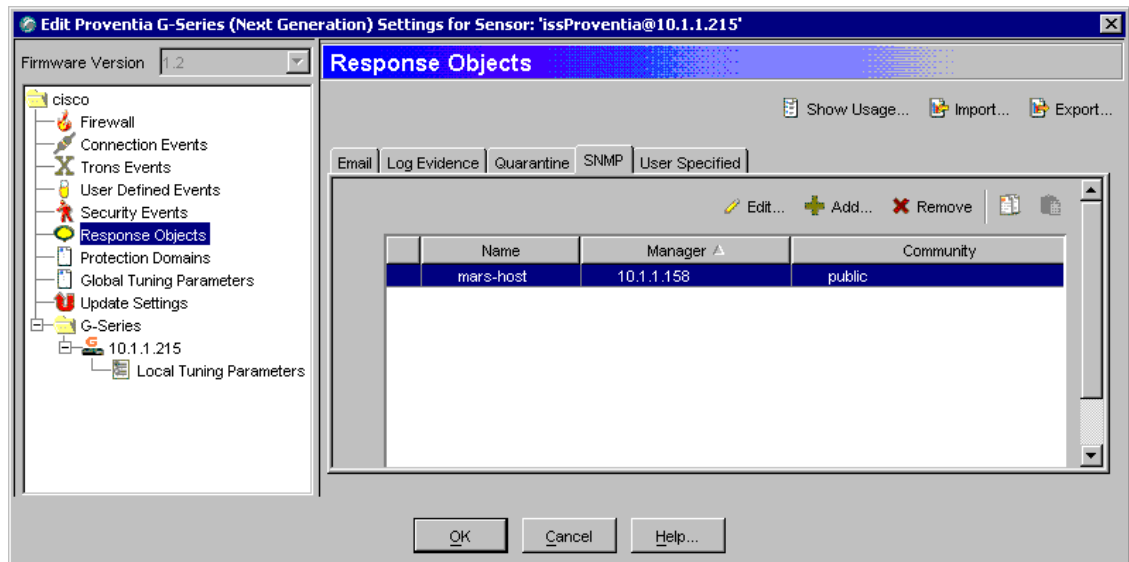 Edit Proventia G-Series (Next Generation) Settings for Sensor: 'issProventia@10.1.1.215'
Firmware Version 1.2
cisco
Firewall
Connection Events
Trons Events
User Defined Events
Security Events
Response Objects
Protection Domains
Global Tuning Parameters
Update Settings
G-Series
10.1.1.215
Local Tuning Parameters
Response Objects
Show Usage... Import... Export...
Email Log Evidence Quarantine SNMP User Specified
Edit... Add... Remove
Name Manager Community
mars-host 10.1.1.158 public
OK Cancel Help...